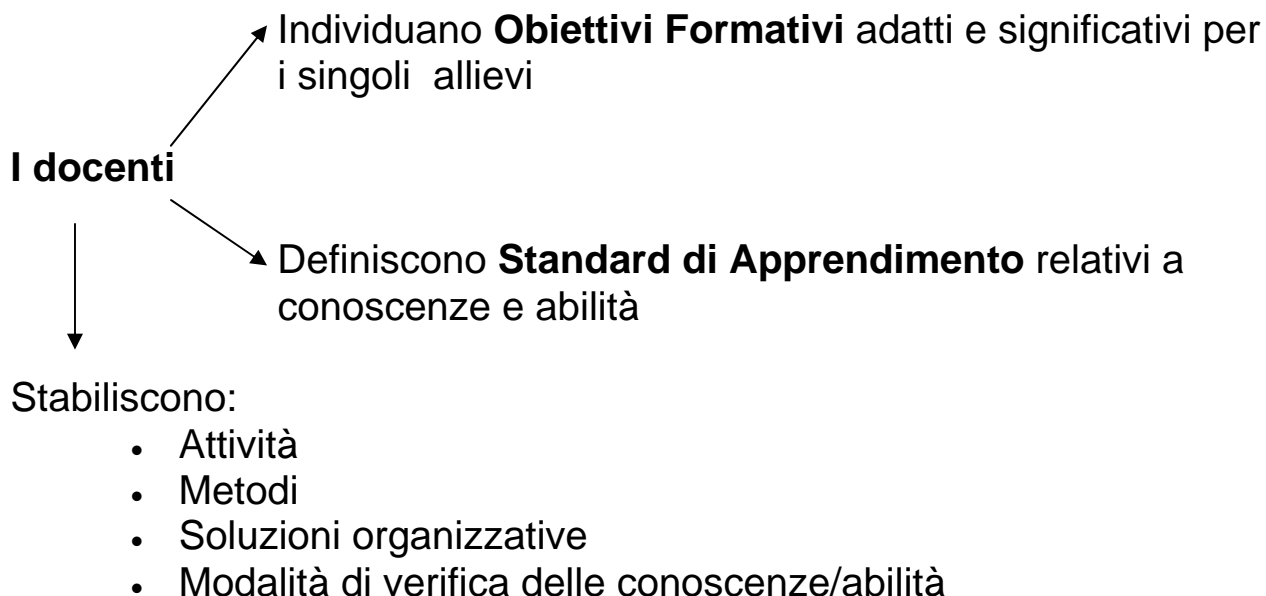 Individuano Obiettivi Formativi adatti e significativi per
i singoli allievi
I docenti
Definiscono Standard di Apprendimento relativi a
conoscenze e abilità
Stabiliscono:
• Attività
• Metodi
• Soluzioni organizzative
• Modalità di verifica delle conoscenze/abilità